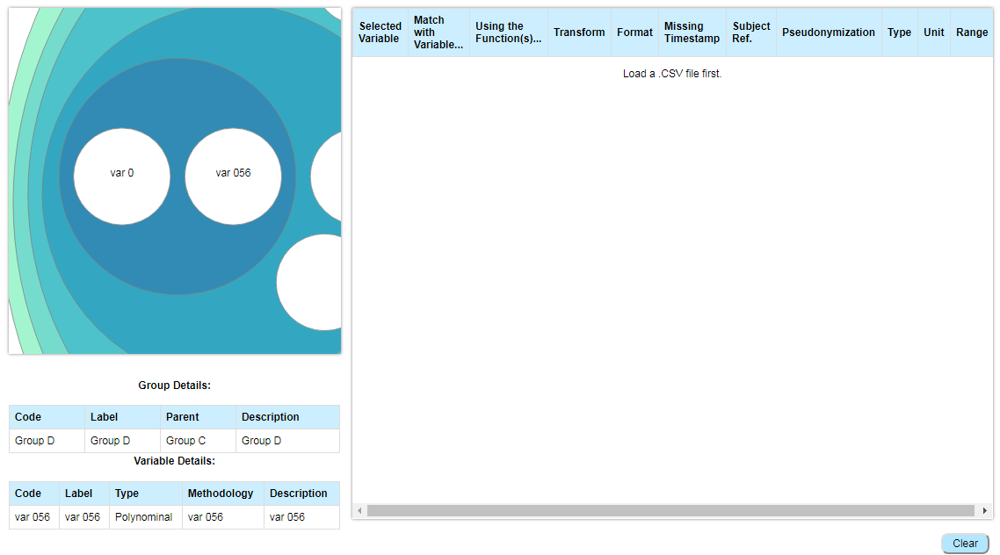 var 0
var 056
Group Details:
Code Label Parent Description
Group D Group D Group C Group D
Variable Details:
Code Label Type Methodology Description
var 056 var 056 Polynominal var 056 var 056
Selected Variable Match with Variable... Using the Function(s)... Transform Format Missing Timestamp Subject Ref. Pseudonymization Type Unit Range
Load a .CSV file first.
Clear